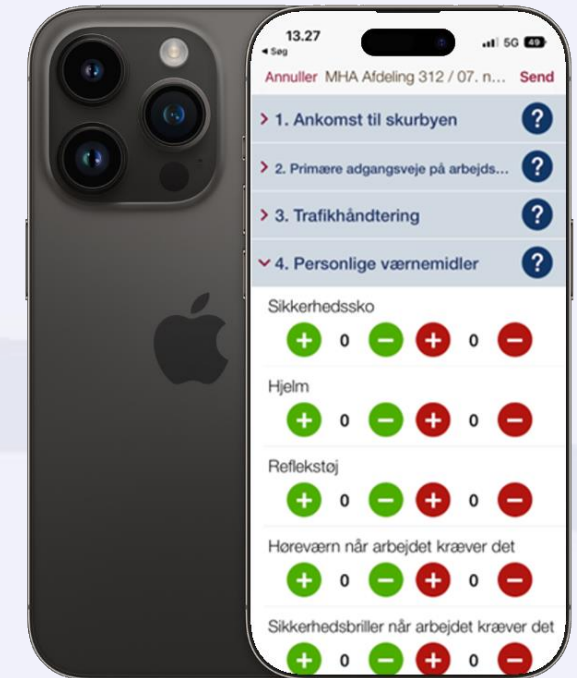 13.27
5G 49
◀ Søg
Annuller MHA Afdeling 312 / 07. n... Send
1. Ankomst til skurbyen ?
2. Primære adgangsveje på arbejds... ?
3. Trafikhåndtering ?
4. Personlige værnemidler ?
Sikkerhedssko
+ 0 − + 0 −
Hjelm
+ 0 − + 0 −
Reflekstøj
+ 0 − + 0 −
Høreværn når arbejdet kræver det
+ 0 − + 0 −
Sikkerhedsbriller når arbejdet kræver det
+ 0 − + 0 −